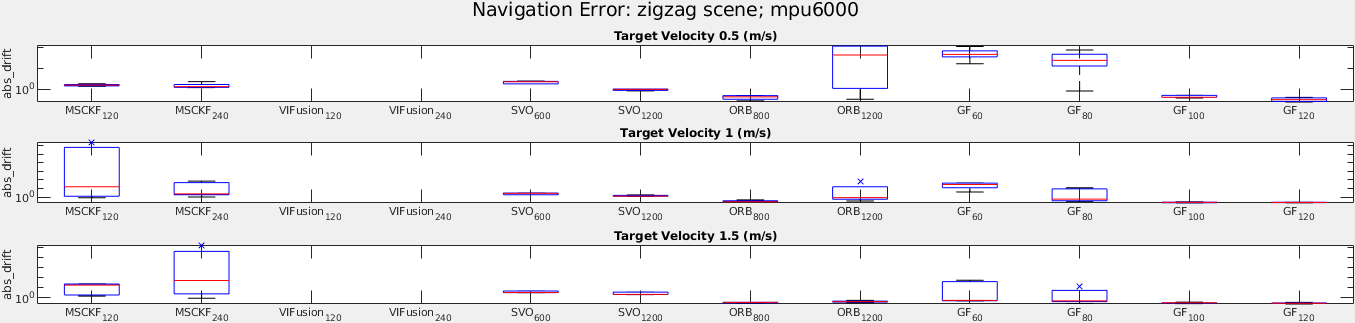 Navigation Error: zigzag scene; mpu6000
Target Velocity 0.5 (m/s)
abs_drift
10^0
MSCKF_120 MSCKF_240 VIFusion_120 VIFusion_240 SVO_600 SVO_1200 ORB_800 ORB_1200 GF_60 GF_80 GF_100 GF_120
Target Velocity 1 (m/s)
abs_drift
10^0
MSCKF_120 MSCKF_240 VIFusion_120 VIFusion_240 SVO_600 SVO_1200 ORB_800 ORB_1200 GF_60 GF_80 GF_100 GF_120
Target Velocity 1.5 (m/s)
abs_drift
10^0
MSCKF_120 MSCKF_240 VIFusion_120 VIFusion_240 SVO_600 SVO_1200 ORB_800 ORB_1200 GF_60 GF_80 GF_100 GF_120